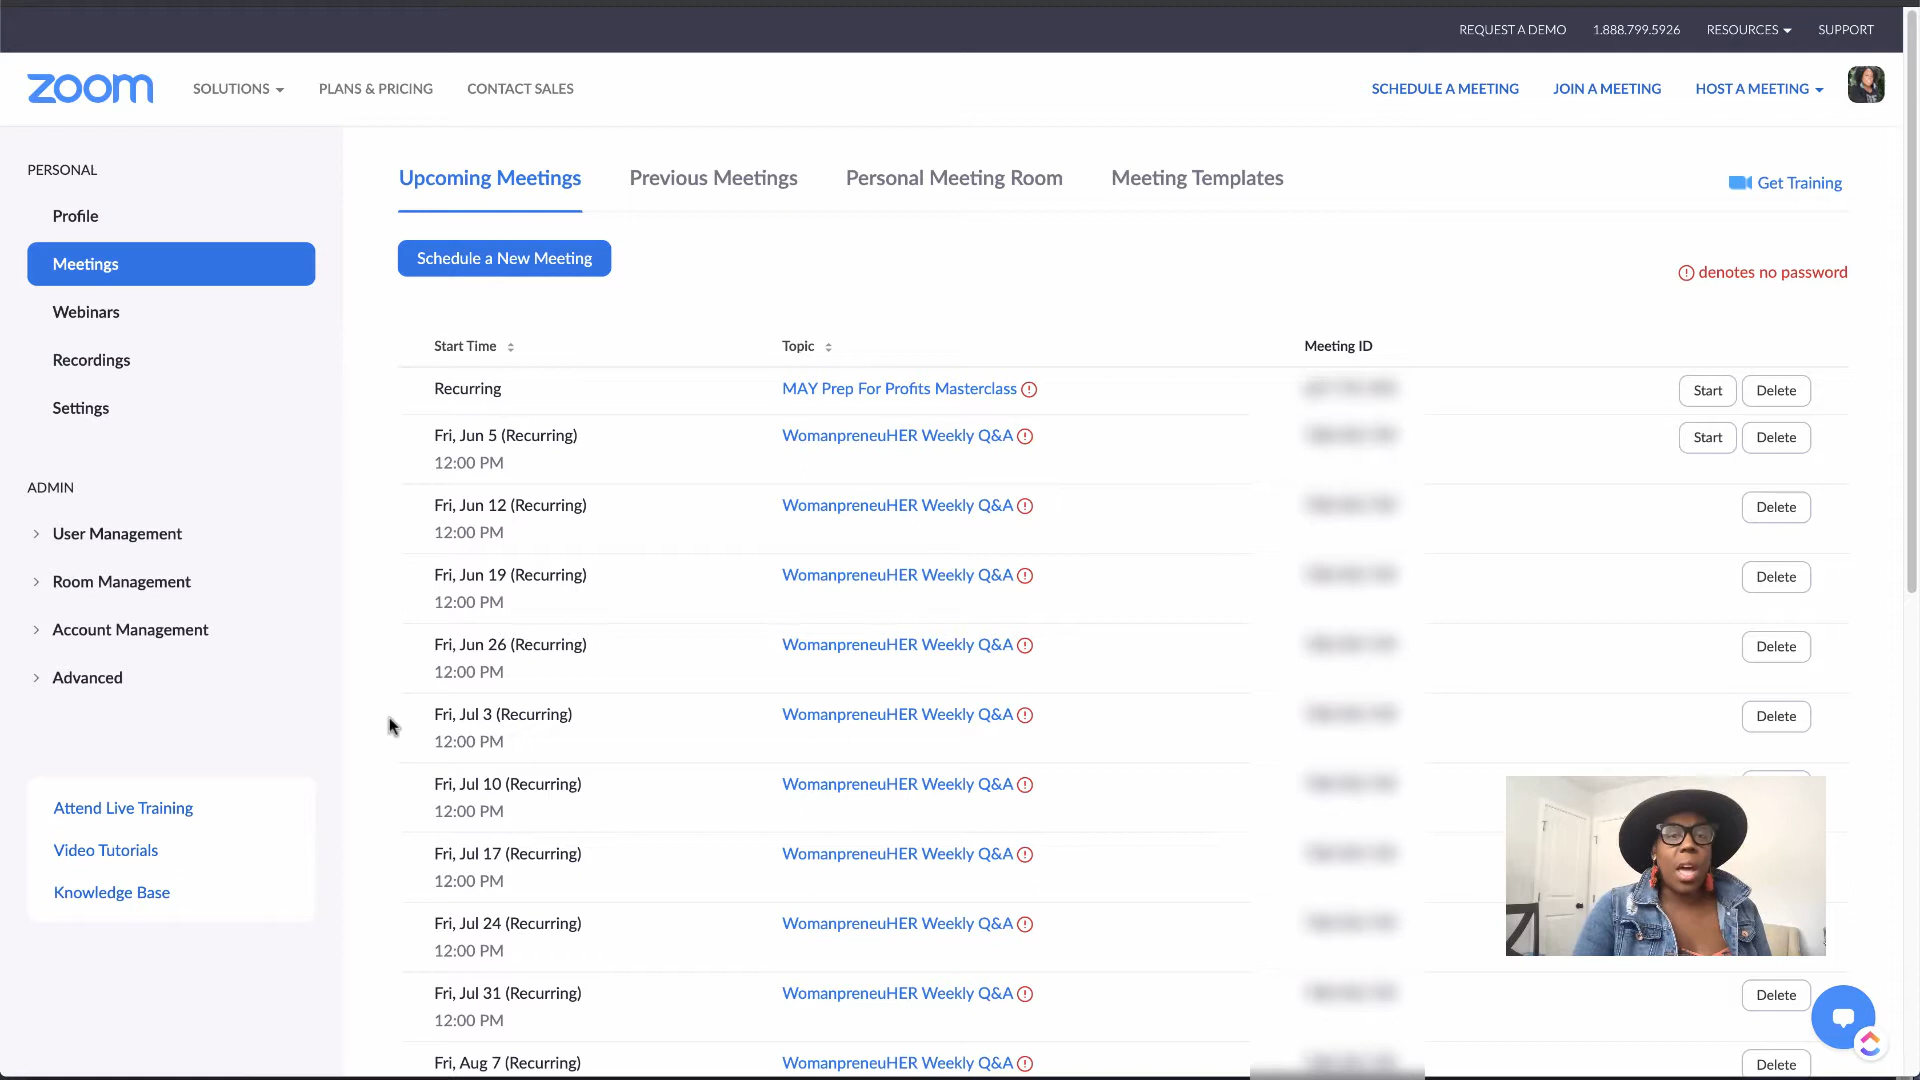 REQUEST A DEMO 1.888.799.5926 RESOURCES SUPPORT
zoom SOLUTIONS PLANS & PRICING CONTACT SALES SCHEDULE A MEETING JOIN A MEETING HOST A MEETING
PERSONAL
Profile
Meetings
Webinars
Recordings
Settings
ADMIN
User Management
Room Management
Account Management
Advanced
Attend Live Training
Video Tutorials
Knowledge Base
Upcoming Meetings Previous Meetings Personal Meeting Room Meeting Templates
Get Training
Schedule a New Meeting
denotes no password
Start Time Topic Meeting ID
Recurring MAY Prep For Profits Masterclass Start Delete
Fri, Jun 5 (Recurring) WomanpreneuHER Weekly Q&A Start Delete
12:00 PM
Fri, Jun 12 (Recurring) WomanpreneuHER Weekly Q&A Delete
12:00 PM
Fri, Jun 19 (Recurring) WomanpreneuHER Weekly Q&A Delete
12:00 PM
Fri, Jun 26 (Recurring) WomanpreneuHER Weekly Q&A Delete
12:00 PM
Fri, Jul 3 (Recurring) WomanpreneuHER Weekly Q&A Delete
12:00 PM
Fri, Jul 10 (Recurring) WomanpreneuHER Weekly Q&A
12:00 PM
Fri, Jul 17 (Recurring) WomanpreneuHER Weekly Q&A
12:00 PM
Fri, Jul 24 (Recurring) WomanpreneuHER Weekly Q&A
12:00 PM
Fri, Jul 31 (Recurring) WomanpreneuHER Weekly Q&A Delete
12:00 PM
Fri, Aug 7 (Recurring) WomanpreneuHER Weekly Q&A Delete